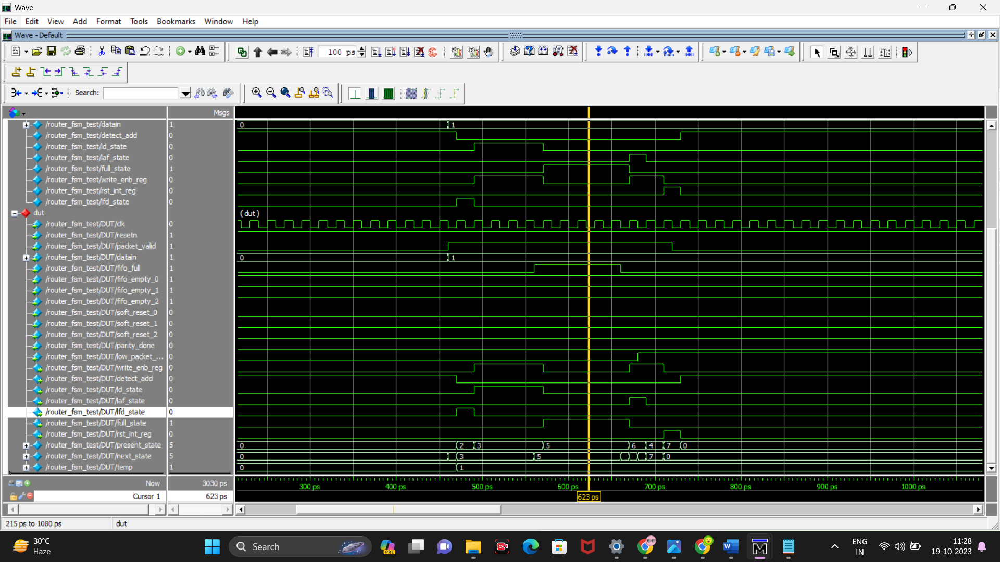 Wave
File Edit View Add Format Tools Bookmarks Window Help
Wave - Default
100 ps
Search:
Msgs
/router_fsm_test/datain 1 0 1
/router_fsm_test/detect_add 0
/router_fsm_test/ld_state 0
/router_fsm_test/laf_state 0
/router_fsm_test/full_state 1
/router_fsm_test/write_enb_reg 0
/router_fsm_test/rst_int_reg 0
/router_fsm_test/lfd_state 0
dut (dut)
/router_fsm_test/DUT/clk 0
/router_fsm_test/DUT/resetn 1
/router_fsm_test/DUT/packet_valid 1
/router_fsm_test/DUT/datain 1 0 1
/router_fsm_test/DUT/fifo_full 1
/router_fsm_test/DUT/fifo_empty_0 1
/router_fsm_test/DUT/fifo_empty_1 1
/router_fsm_test/DUT/fifo_empty_2 1
/router_fsm_test/DUT/soft_reset_0 0
/router_fsm_test/DUT/soft_reset_1 0
/router_fsm_test/DUT/soft_reset_2 0
/router_fsm_test/DUT/parity_done 0
/router_fsm_test/DUT/low_packet_... 0
/router_fsm_test/DUT/write_enb_reg 0
/router_fsm_test/DUT/detect_add 0
/router_fsm_test/DUT/ld_state 0
/router_fsm_test/DUT/laf_state 0
/router_fsm_test/DUT/lfd_state 0
/router_fsm_test/DUT/full_state 1
/router_fsm_test/DUT/rst_int_reg 0
/router_fsm_test/DUT/present_state 5 0 2 3 5 6 4 7 0
/router_fsm_test/DUT/next_state 5 0 3 5 7 0
/router_fsm_test/DUT/temp 1 0 1
Now 3030 ps 300 ps 400 ps 500 ps 600 ps 700 ps 800 ps 900 ps 1000 ps
Cursor 1 623 ps 623 ps
215 ps to 1080 ps dut
30°C
Haze
Search
PRE
ENG
IN
11:28
19-10-2023